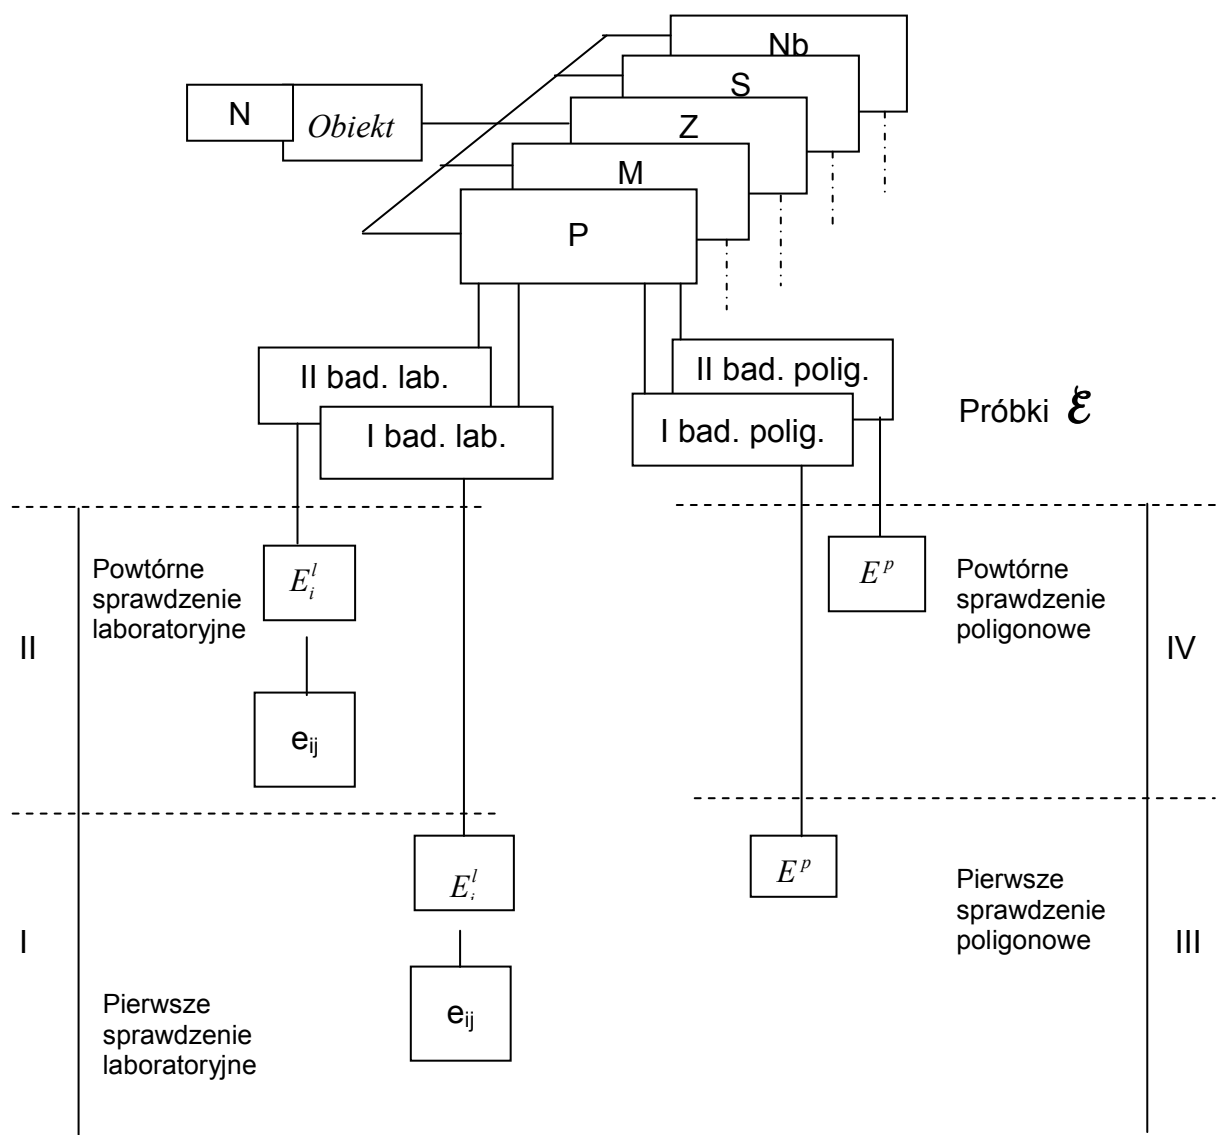 Nb
S
N
Obiekt
Z
M
P
II bad. lab.
II bad. polig.
I bad. lab.
I bad. polig.
Próbki ℰ
Powtórne
sprawdzenie
laboratoryjne
E_i^l
E^p
Powtórne
sprawdzenie
poligonowe
II
IV
e_ij
E_i^l
E^p
Pierwsze
sprawdzenie
poligonowe
I
III
Pierwsze
sprawdzenie
laboratoryjne
e_ij